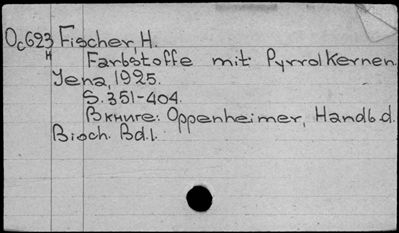 Oc623 Fischer, H.
H Farbstoffe mit Pyrrolkernen.
Jena, 1925.
S. 351-404.
В книге: Oppenheimer, Handb. d.
Bioch. Bd. I.